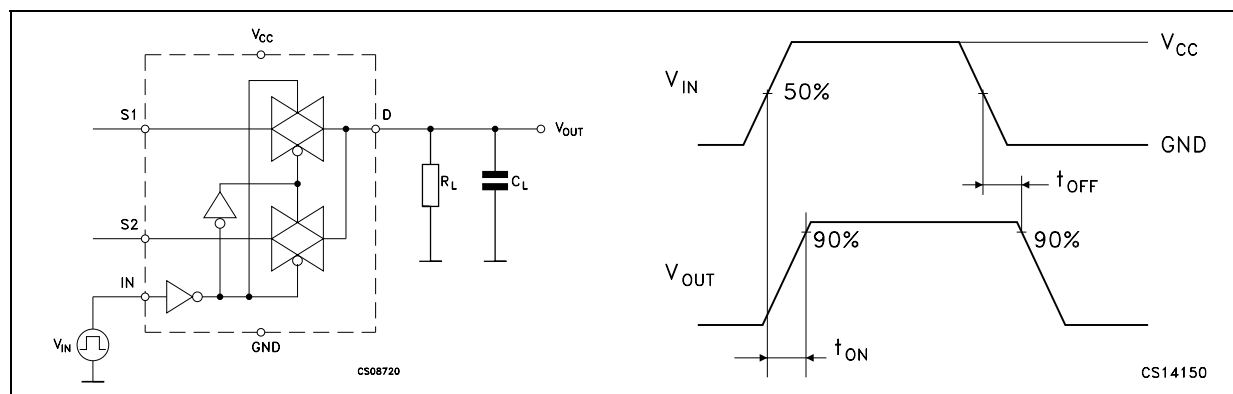 VCC
S1
D
VOUT
RL
CL
S2
IN
VIN
GND
CS08720
VIN
50%
VCC
GND
tOFF
90%
90%
VOUT
tON
CS14150